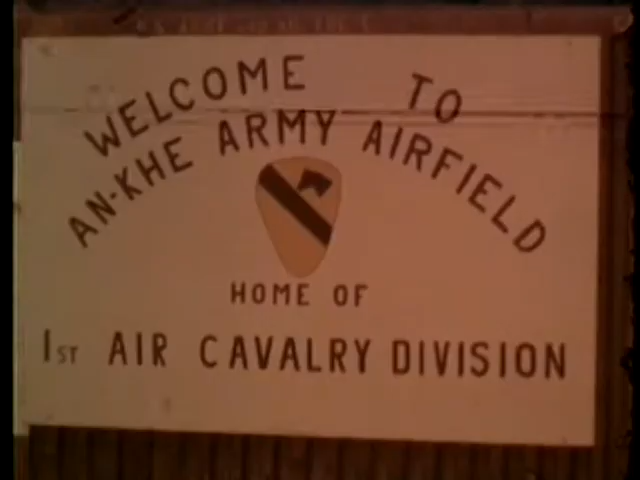 WELCOME TO
AN-KHE ARMY AIRFIELD
HOME OF
1ST AIR CAVALRY DIVISION